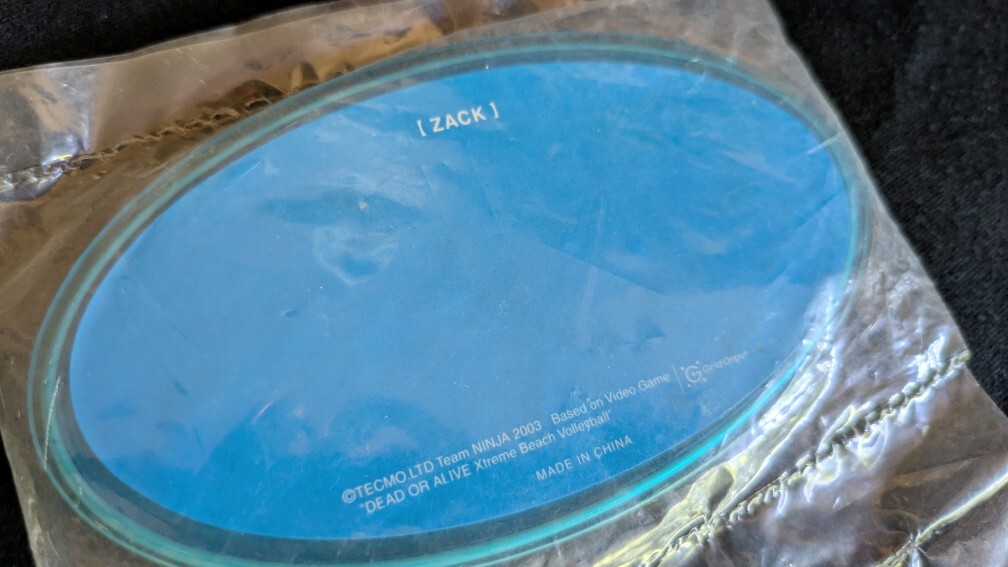 [ ZACK ]
©TECMO.LTD Team NINJA 2003 Based on Video Game
"DEAD OR ALIVE Xtreme Beach Volleyball"
MADE IN CHINA